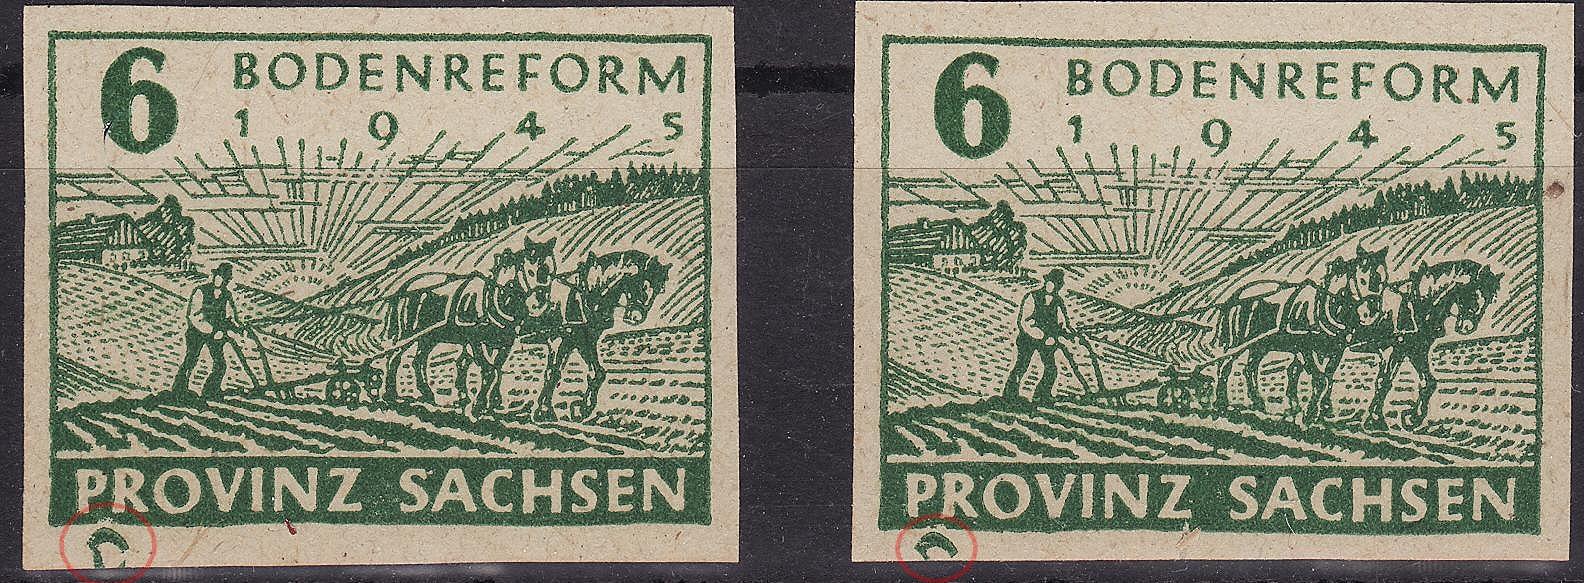 6 BODENREFORM
1 9 4 5
PROVINZ SACHSEN
6 BODENREFORM
1 9 4 5
PROVINZ SACHSEN